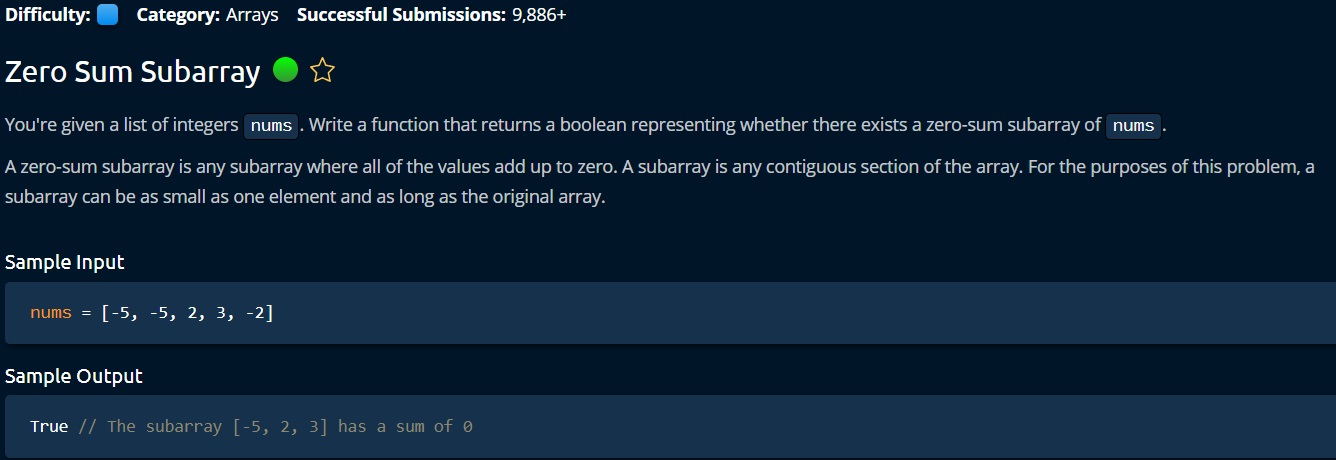 Difficulty: Category: Arrays Successful Submissions: 9,886+
Zero Sum Subarray
You're given a list of integers nums . Write a function that returns a boolean representing whether there exists a zero-sum subarray of nums .
A zero-sum subarray is any subarray where all of the values add up to zero. A subarray is any contiguous section of the array. For the purposes of this problem, a
subarray can be as small as one element and as long as the original array.
Sample Input
nums = [-5, -5, 2, 3, -2]
Sample Output
True // The subarray [-5, 2, 3] has a sum of 0